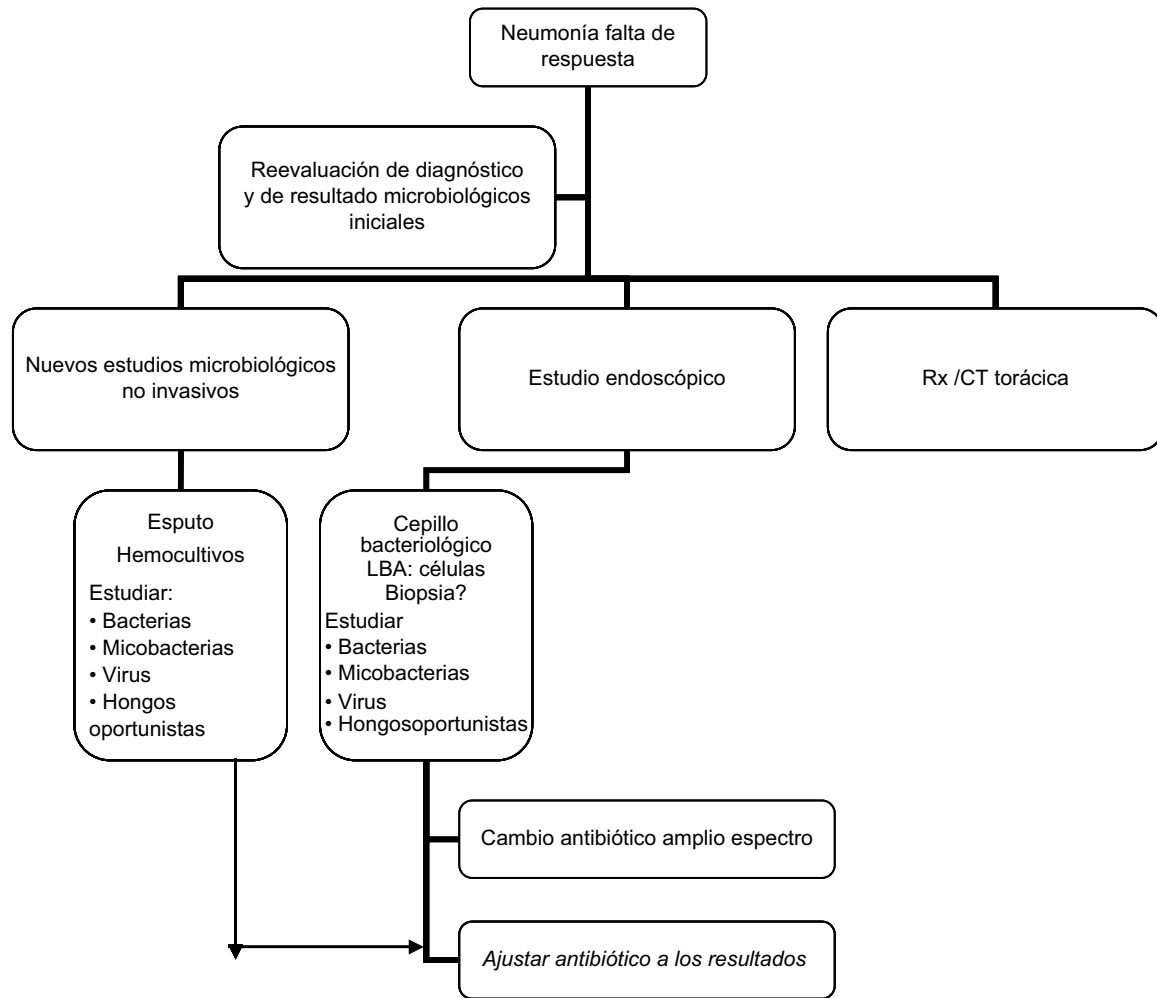 Neumonía falta de
respuesta
Reevaluación de diagnóstico
y de resultado microbiológicos
iniciales
Nuevos estudios microbiológicos
no invasivos
Estudio endoscópico
Rx /CT torácica
Esputo
Hemocultivos
Estudiar:
• Bacterias
• Micobacterias
• Virus
• Hongos
oportunistas
Cepillo
bacteriológico
LBA: células
Biopsia?
Estudiar
• Bacterias
• Micobacterias
• Virus
• Hongosoportunistas
Cambio antibiótico amplio espectro
Ajustar antibiótico a los resultados